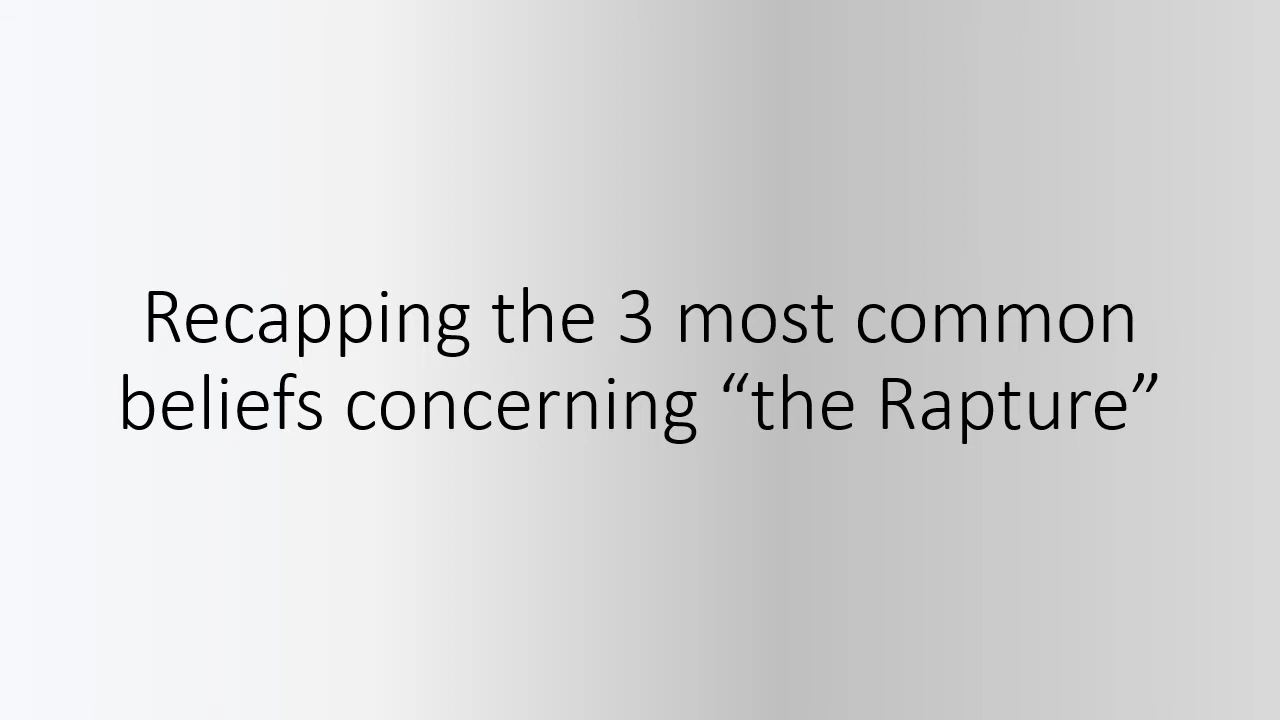 Recapping the 3 most common
beliefs concerning “the Rapture”